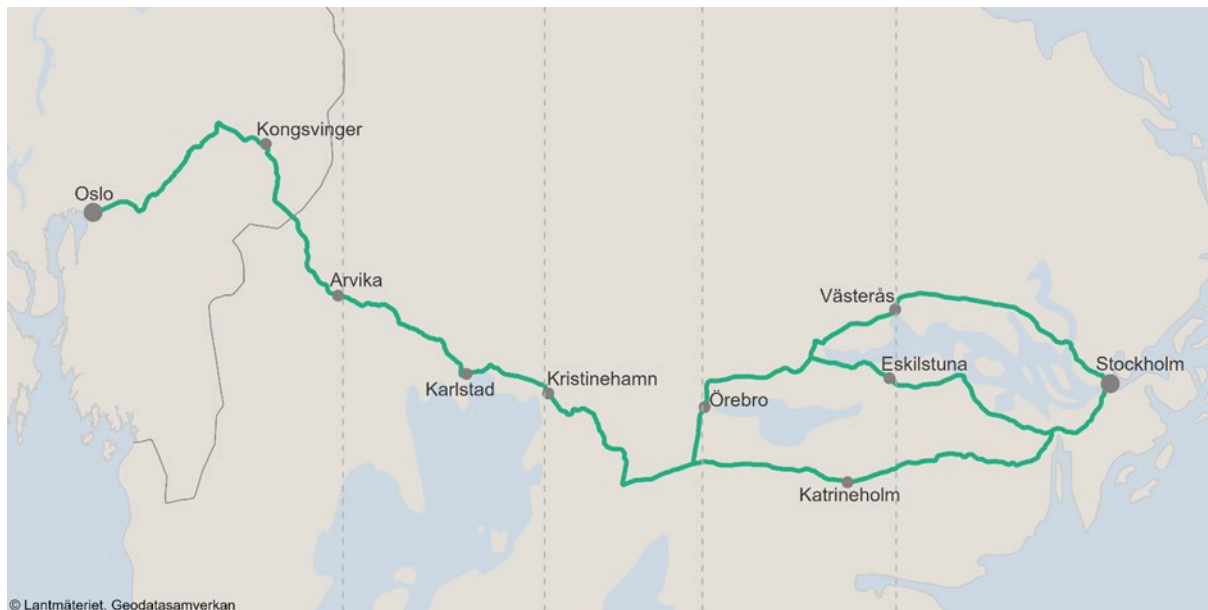 Kongsvinger
Oslo
Arvika
Västerås
Eskilstuna
Stockholm
Karlstad
Kristinehamn
Örebro
Katrineholm
© Lantmäteriet, Geodatasamverkan